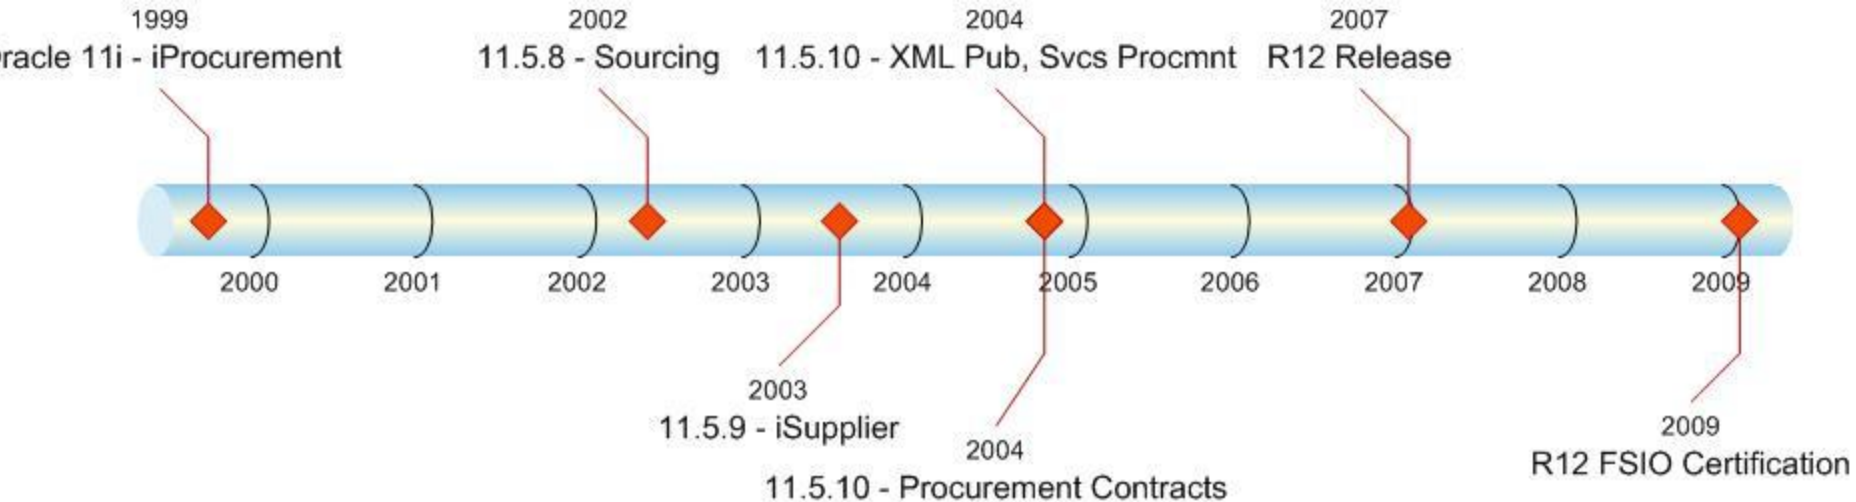 1999
racle 11i - iProcurement
2002
11.5.8 - Sourcing
2004
11.5.10 - XML Pub, Svcs Procmnt
2007
R12 Release
2000 2001 2002 2003 2004 2005 2006 2007 2008 2009
2003
11.5.9 - iSupplier
2004
11.5.10 - Procurement Contracts
2009
R12 FSIO Certification